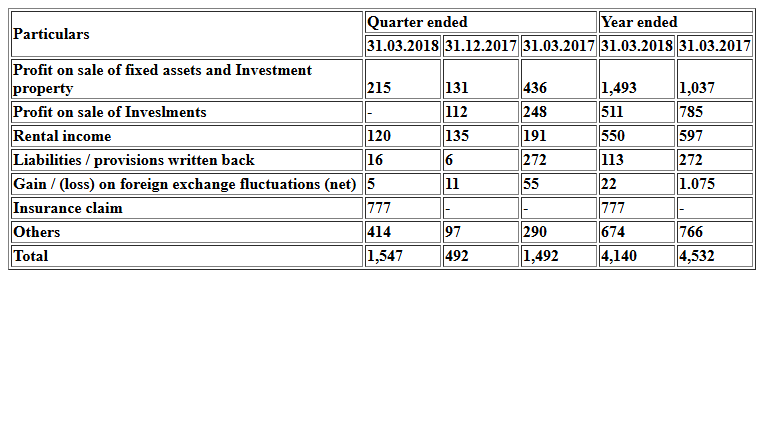 Particulars Quarter ended Year ended
31.03.2018 31.12.2017 31.03.2017 31.03.2018 31.03.2017
Profit on sale of fixed assets and Investment
property 215 131 436 1,493 1,037
Profit on sale of Inveslments - 112 248 511 785
Rental income 120 135 191 550 597
Liabilities / provisions written back 16 6 272 113 272
Gain / (loss) on foreign exchange fluctuations (net) 5 11 55 22 1.075
Insurance claim 777 - - 777 -
Others 414 97 290 674 766
Total 1,547 492 1,492 4,140 4,532